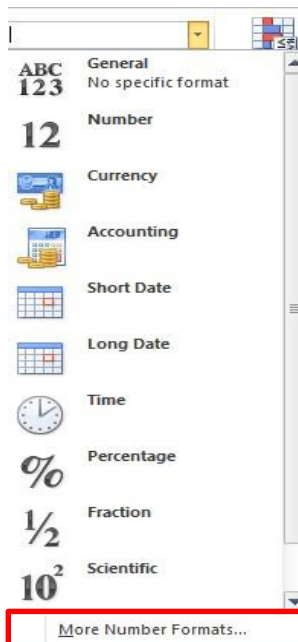 ABC
123
General
No specific format
12
Number
Currency
Accounting
Short Date
Long Date
Time
%
Percentage
½
Fraction
10²
Scientific
More Number Formats...